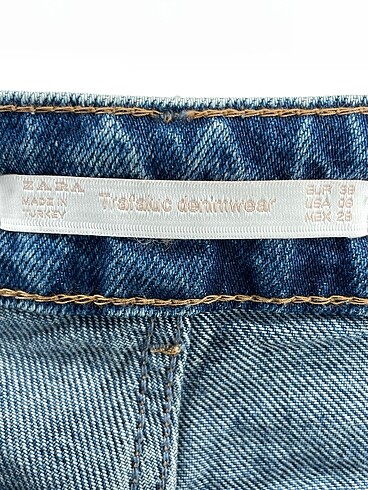 ZARA
MADE IN
TURKEY
Trafaluc denimwear
EUR 38
USA 06
MEX 28